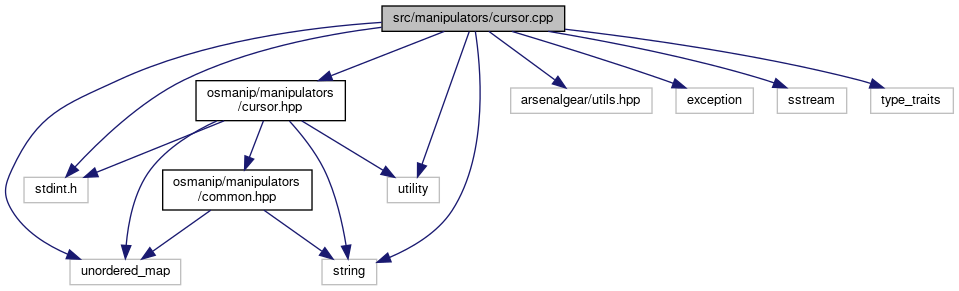 src/manipulators/cursor.cpp
osmanip/manipulators
/cursor.hpp
arsenalgear/utils.hpp
exception
sstream
type_traits
stdint.h
osmanip/manipulators
/common.hpp
utility
unordered_map
string